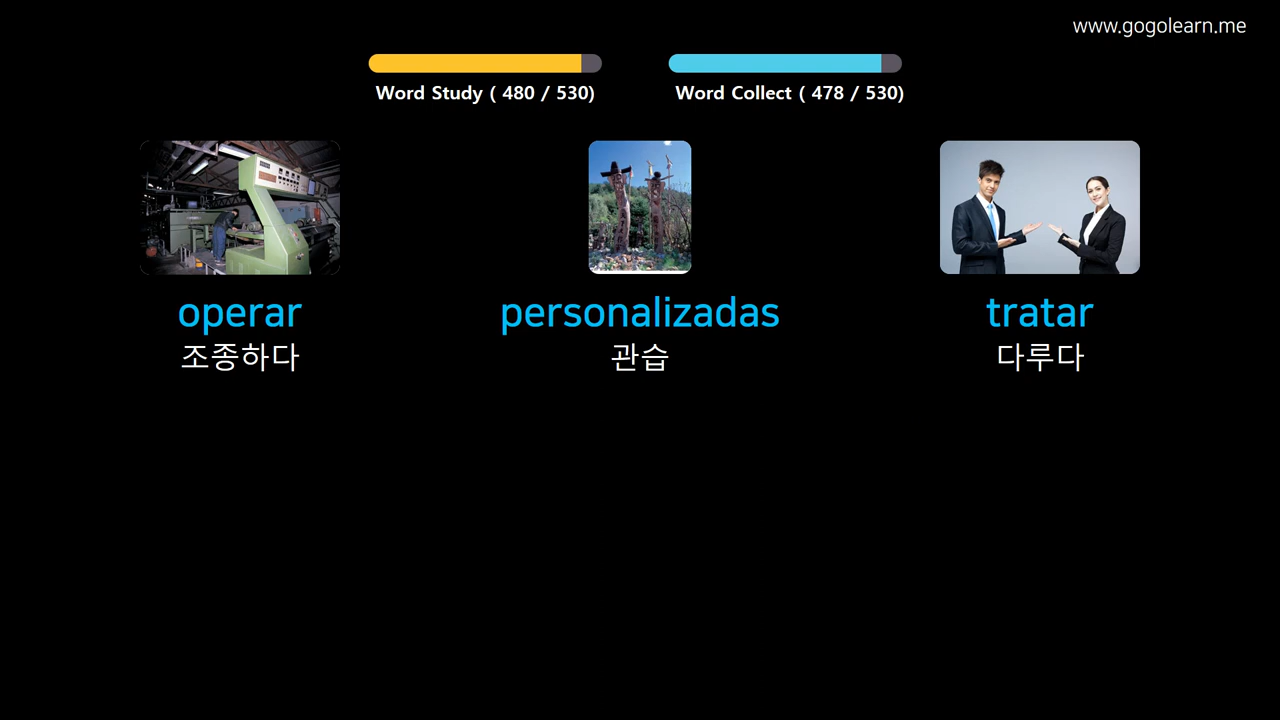 www.gogolearn.me
Word Study ( 480 / 530)
Word Collect ( 478 / 530)
operar
조종하다
personalizadas
관습
tratar
다루다